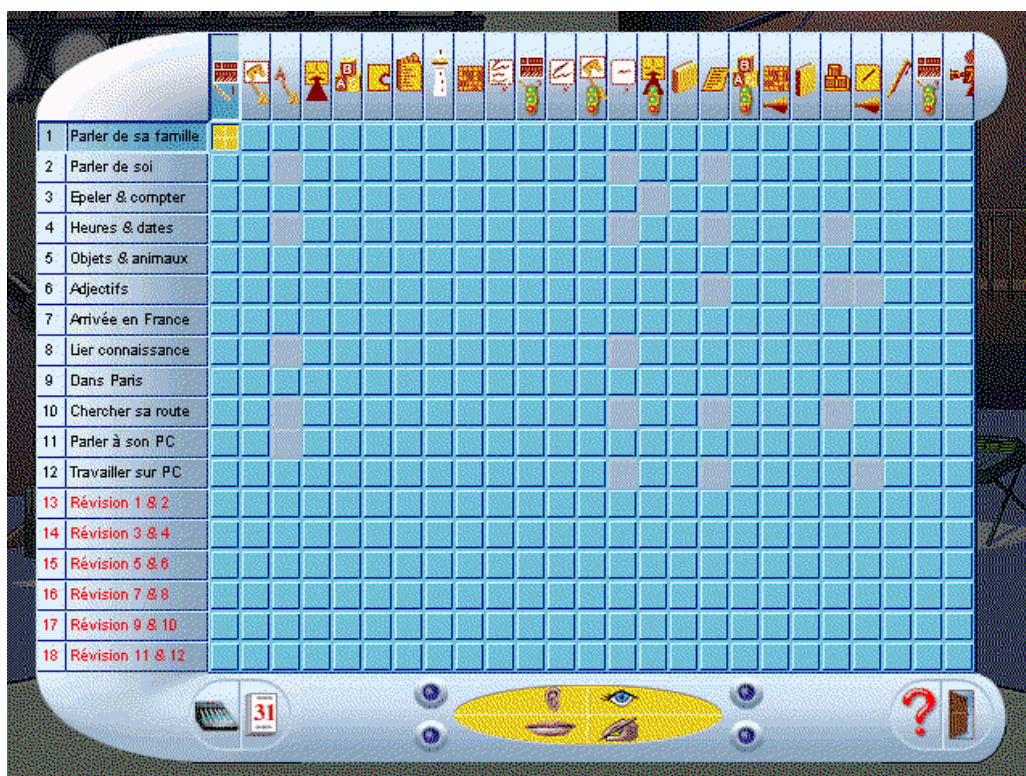 1 Parler de sa famille
2 Parler de soi
3 Epeler & compter
4 Heures & dates
5 Objets & animaux
6 Adjectifs
7 Arrivée en France
8 Lier connaissance
9 Dans Paris
10 Chercher sa route
11 Parler à son PC
12 Travailler sur PC
13 Révision 1 & 2
14 Révision 3 & 4
15 Révision 5 & 6
16 Révision 7 & 8
17 Révision 9 & 10
18 Révision 11 & 12
31